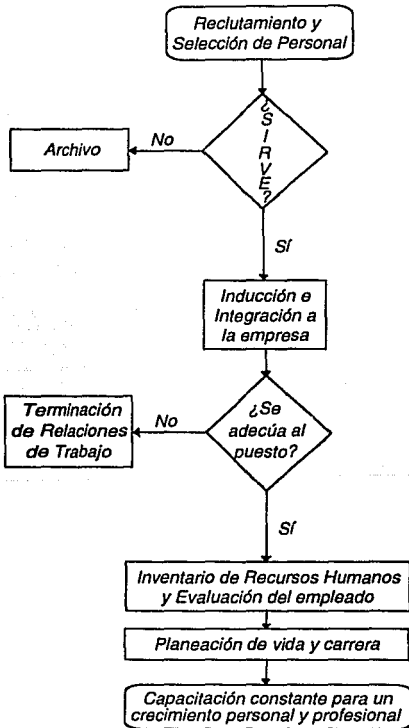 Reclutamiento y
Selección de Personal
¿SIRVE?
No
Archivo
Sí
Inducción e
Integración a
la empresa
¿Se
adecúa al
puesto?
No
Terminación
de Relaciones
de Trabajo
Sí
Inventario de Recursos Humanos
y Evaluación del empleado
Planeación de vida y carrera
Capacitación constante para un
crecimiento personal y profesional